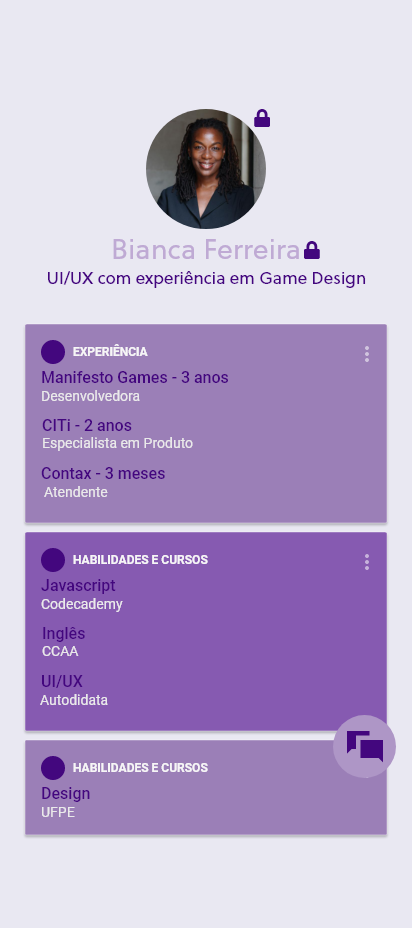 Bianca Ferreira
UI/UX com experiência em Game Design
EXPERIÊNCIA
Manifesto Games - 3 anos
Desenvolvedora
CITi - 2 anos
Especialista em Produto
Contax - 3 meses
Atendente
HABILIDADES E CURSOS
Javascript
Codecademy
Inglês
CCAA
UI/UX
Autodidata
HABILIDADES E CURSOS
Design
UFPE